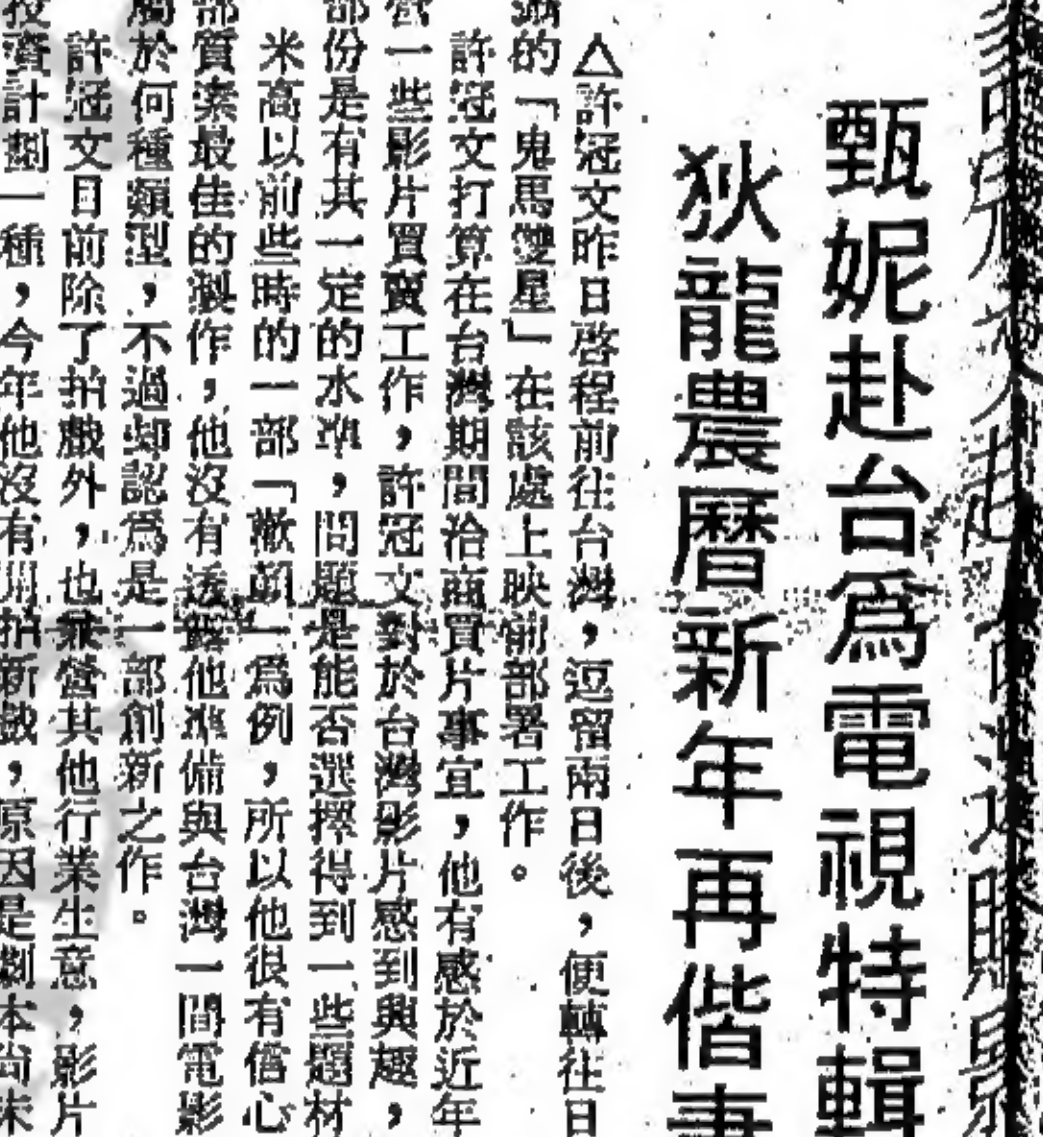 甄妮赴台為電視特輯
狄龍農曆新年再偕妻
△許冠文昨日啓程前往台灣,逗留兩日後,便轉往日
的「鬼馬雙星」在該處上映前部署工作。
許冠文打算在台灣期間洽商買片事宜,他有感於近年
營一些影片買賣工作,許冠文對於台灣影片感到興趣,
部份是有其一定的水準,問題是能否選擇得到一些題材
米高以前些時的一部「歡顏」為例,所以他很有信心
部質素最佳的製作,他沒有透露他準備與台灣一間電影
屬於何種類型,不過却認為是一部創新之作。
許冠文目前除了拍戲外,也兼營其他行業生意,影片
投資計劃一種,今年他沒有開拍新戲,原因是劇本尚未